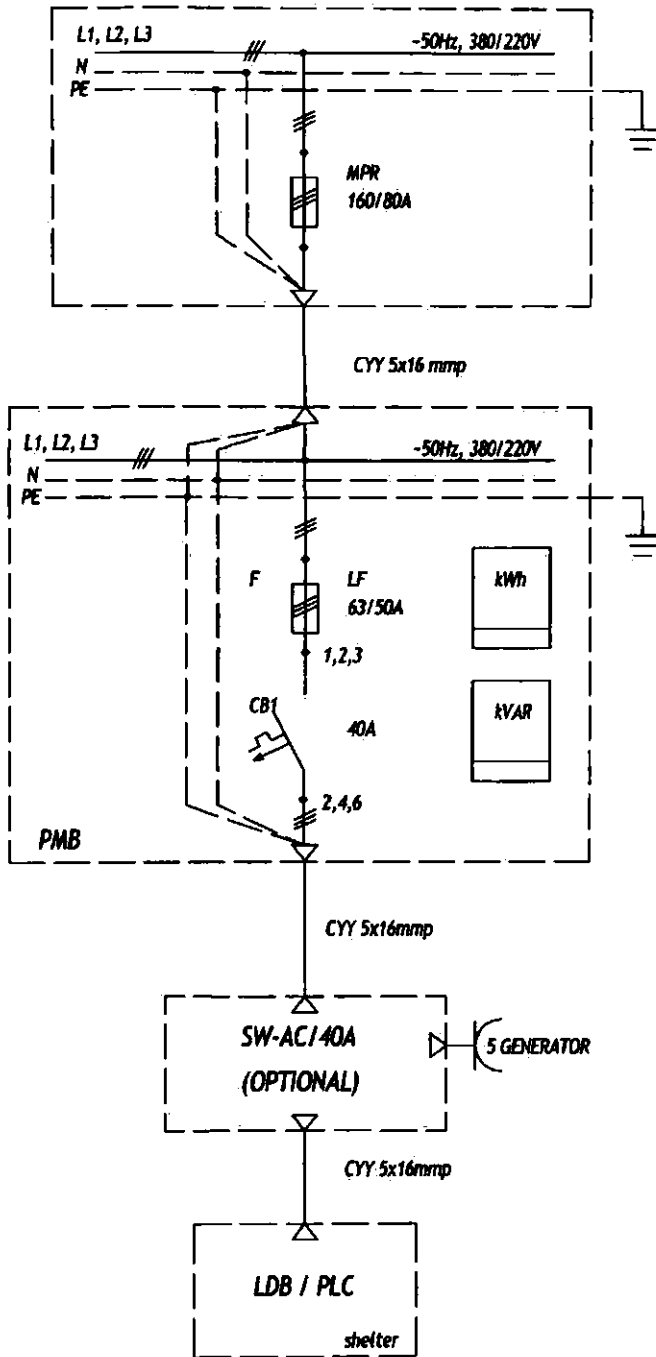 L1, L2, L3
~50Hz, 380/220V
N
PE
MPR
160/80A
CYY 5x16 mmp
L1, L2, L3
~50Hz, 380/220V
N
PE
F
LF
63/50A
kWh
1,2,3
CB1
40A
kVAR
2,4,6
PMB
CYY 5x16mmp
SW-AC/40A
(OPTIONAL)
5 GENERATOR
CYY 5x16mmp
LDB / PLC
shelter